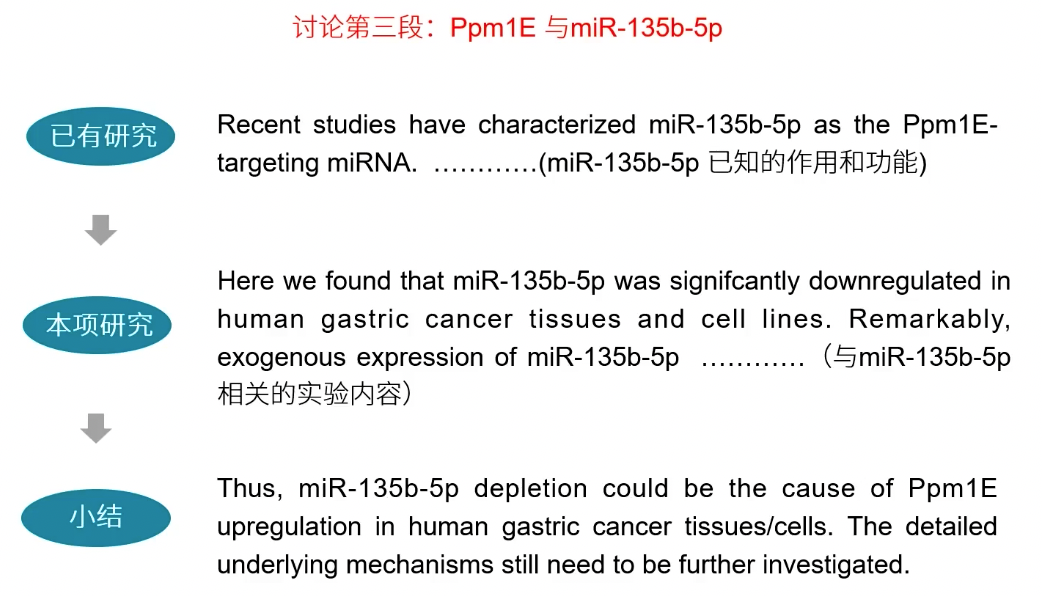 讨论第三段：Ppm1E 与miR-135b-5p
已有研究
Recent studies have characterized miR-135b-5p as the Ppm1E-
targeting miRNA. …………(miR-135b-5p 已知的作用和功能)
本项研究
Here we found that miR-135b-5p was signifcantly downregulated in
human gastric cancer tissues and cell lines. Remarkably,
exogenous expression of miR-135b-5p …………（与miR-135b-5p
相关的实验内容）
小结
Thus, miR-135b-5p depletion could be the cause of Ppm1E
upregulation in human gastric cancer tissues/cells. The detailed
underlying mechanisms still need to be further investigated.